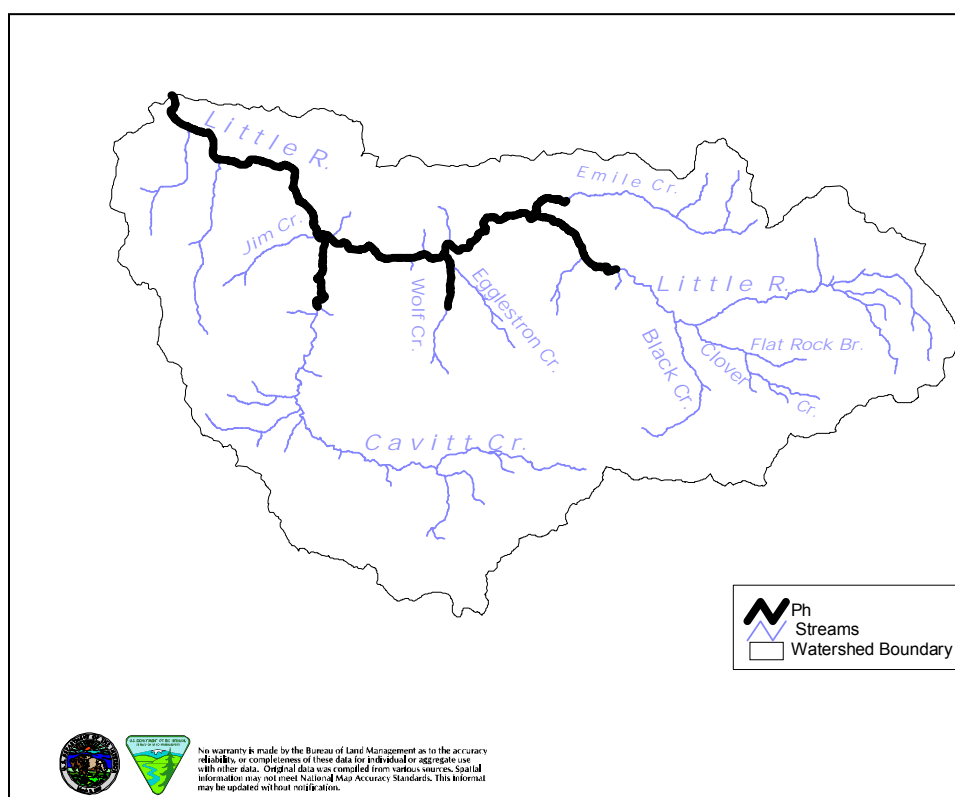 Little R.
Emile Cr.
Jim Cr.
Wolf Cr.
Egglestron Cr.
Little R.
Black Cr.
Clover
Cr.
Flat Rock Br.
Cavitt Cr.
Ph
Streams
Watershed Boundary
No warranty is made by the Bureau of Land Management as to the accuracy
reliability, or completeness of these data for individual or aggregate use
with other data. Original data was compiled from various sources. Spatial
information may not meet National Map Accuracy Standards. This informat
may be updated without notification.